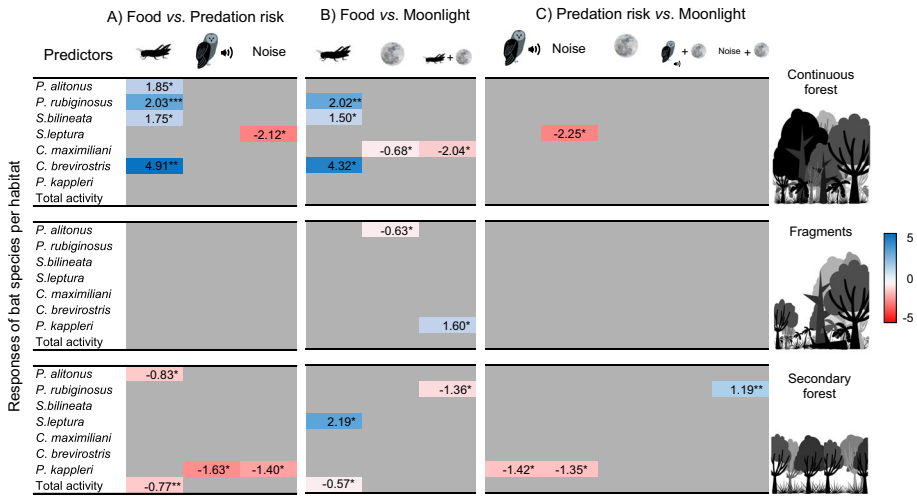 A) Food vs. Predation risk
B) Food vs. Moonlight
C) Predation risk vs. Moonlight
Predictors
Noise
+
Noise
+
Noise +
Responses of bat species per habitat
P. alitonus 1.85*
P. rubiginosus 2.03*** 2.02**
S.bilineata 1.75* 1.50*
S.leptura -2.12* -2.25*
C. maximiliani -0.68* -2.04*
C. brevirostris 4.91** 4.32*
P. kappleri
Total activity
Continuous
forest
P. alitonus -0.63*
P. rubiginosus
S.bilineata
S.leptura
C. maximiliani
C. brevirostris
P. kappleri 1.60*
Total activity
Fragments
5
0
-5
P. alitonus -0.83*
P. rubiginosus -1.36* 1.19**
S.bilineata
S.leptura 2.19*
C. maximiliani
C. brevirostris
P. kappleri -1.63* -1.40* -1.42* -1.35*
Total activity -0.77** -0.57*
Secondary
forest